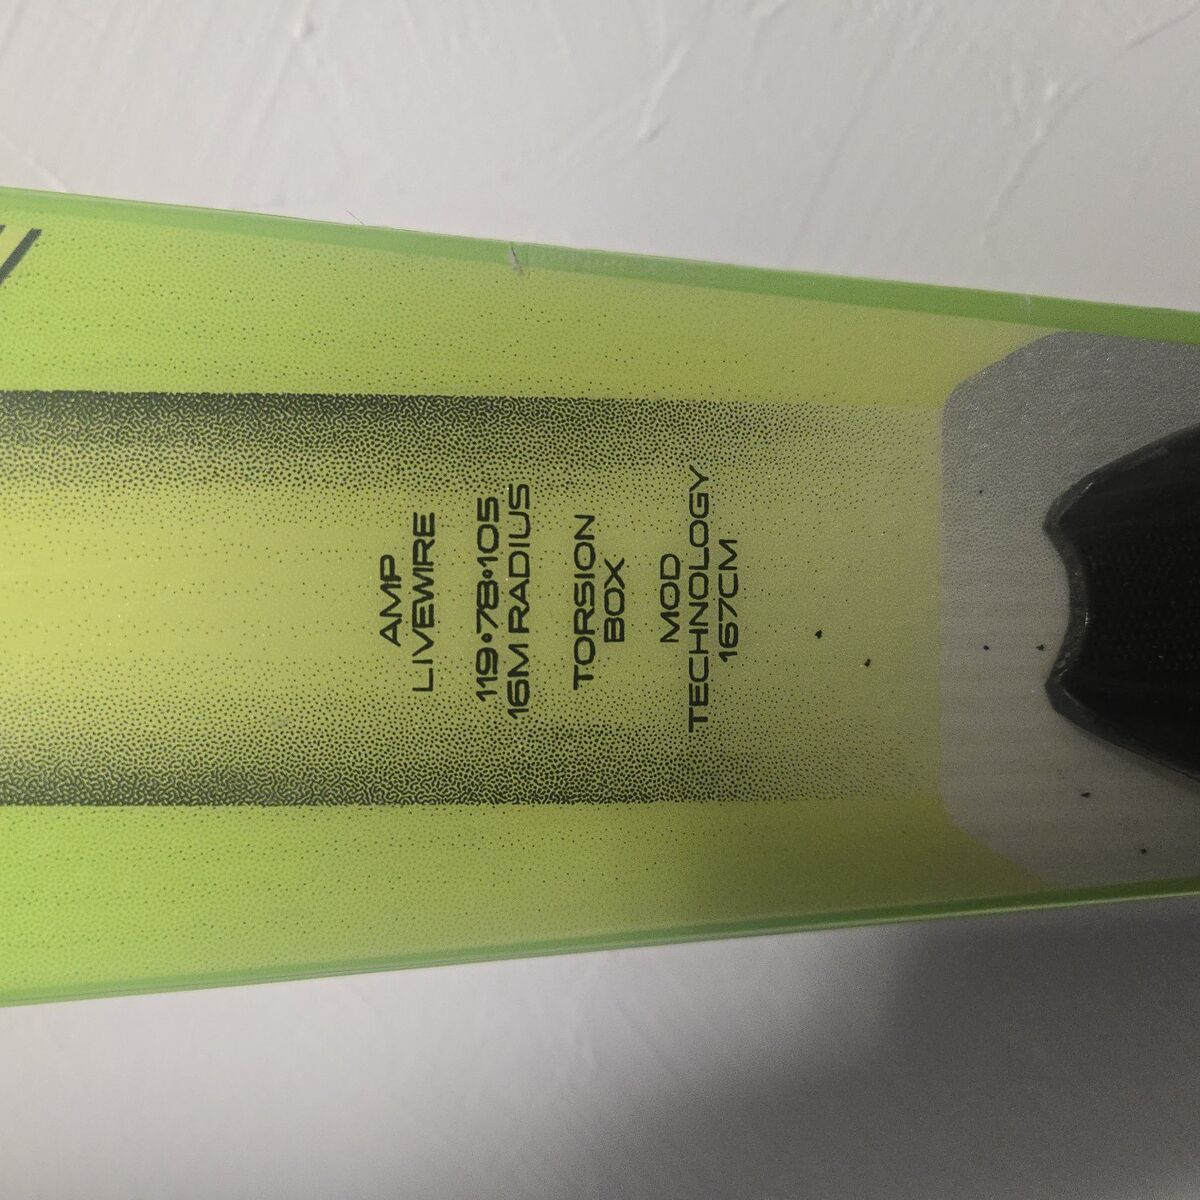 AMP
LIVEWIRE
119•78•105
16M RADIUS
TORSION
BOX
MOD
TECHNOLOGY
167CM